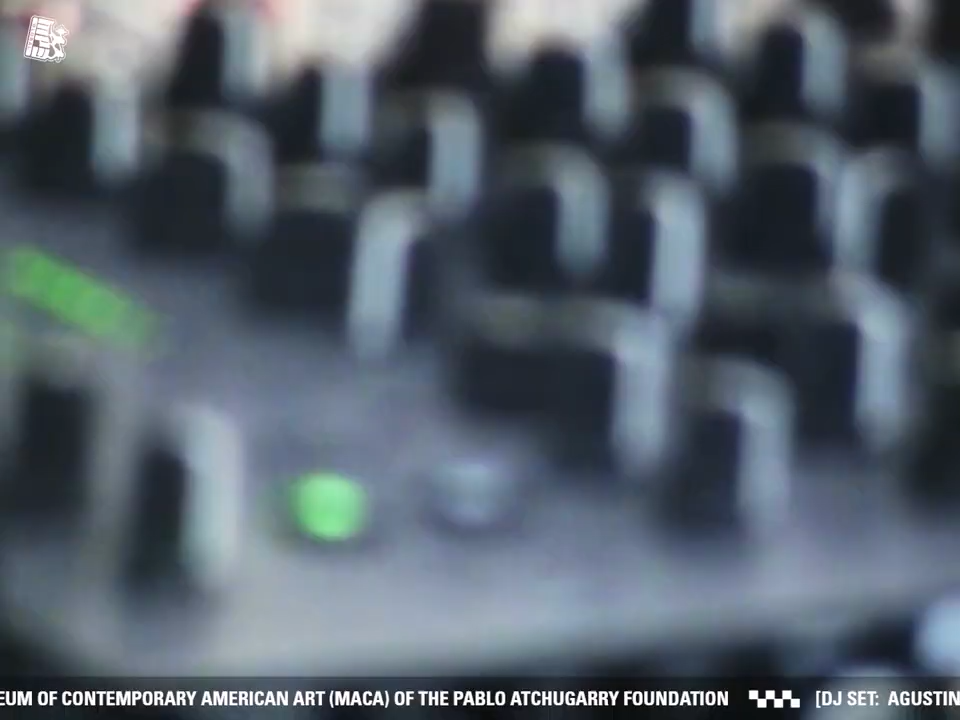 EUM OF CONTEMPORARY AMERICAN ART (MACA) OF THE PABLO ATCHUGARRY FOUNDATION [DJ SET: AGUSTIN